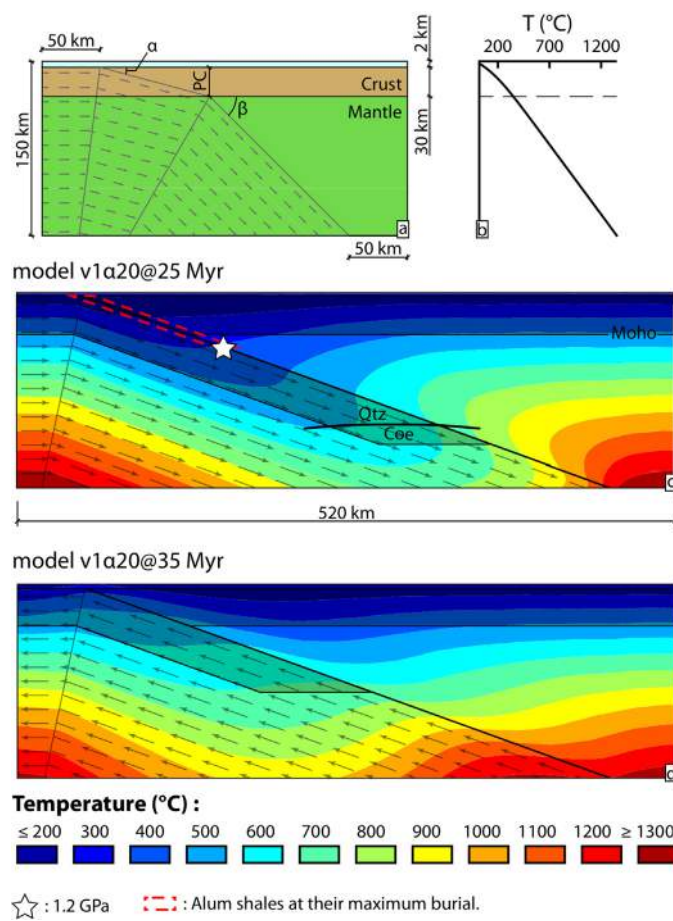 50 km
α
PC
Crust
β
Mantle
150 km
2 km
30 km
50 km
a
T (°C)
200 700 1200
b
model v1α20@25 Myr
Moho
Qtz
Coe
c
520 km
model v1α20@35 Myr
d
Temperature (°C) :
≤ 200 300 400 500 600 700 800 900 1000 1100 1200 ≥ 1300
: 1.2 GPa
: Alum shales at their maximum burial.